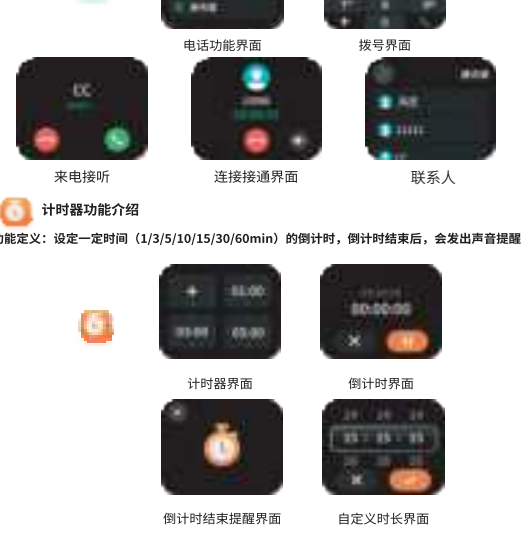 电话功能界面
拨号界面
来电接听
连接接通界面
联系人
计时器功能介绍
功能定义：设定一定时间（1/3/5/10/15/30/60min）的倒计时，倒计时结束后，会发出声音提醒
01:00
03:00
05:00
00:00:00
计时器界面
倒计时界面
倒计时结束提醒界面
自定义时长界面